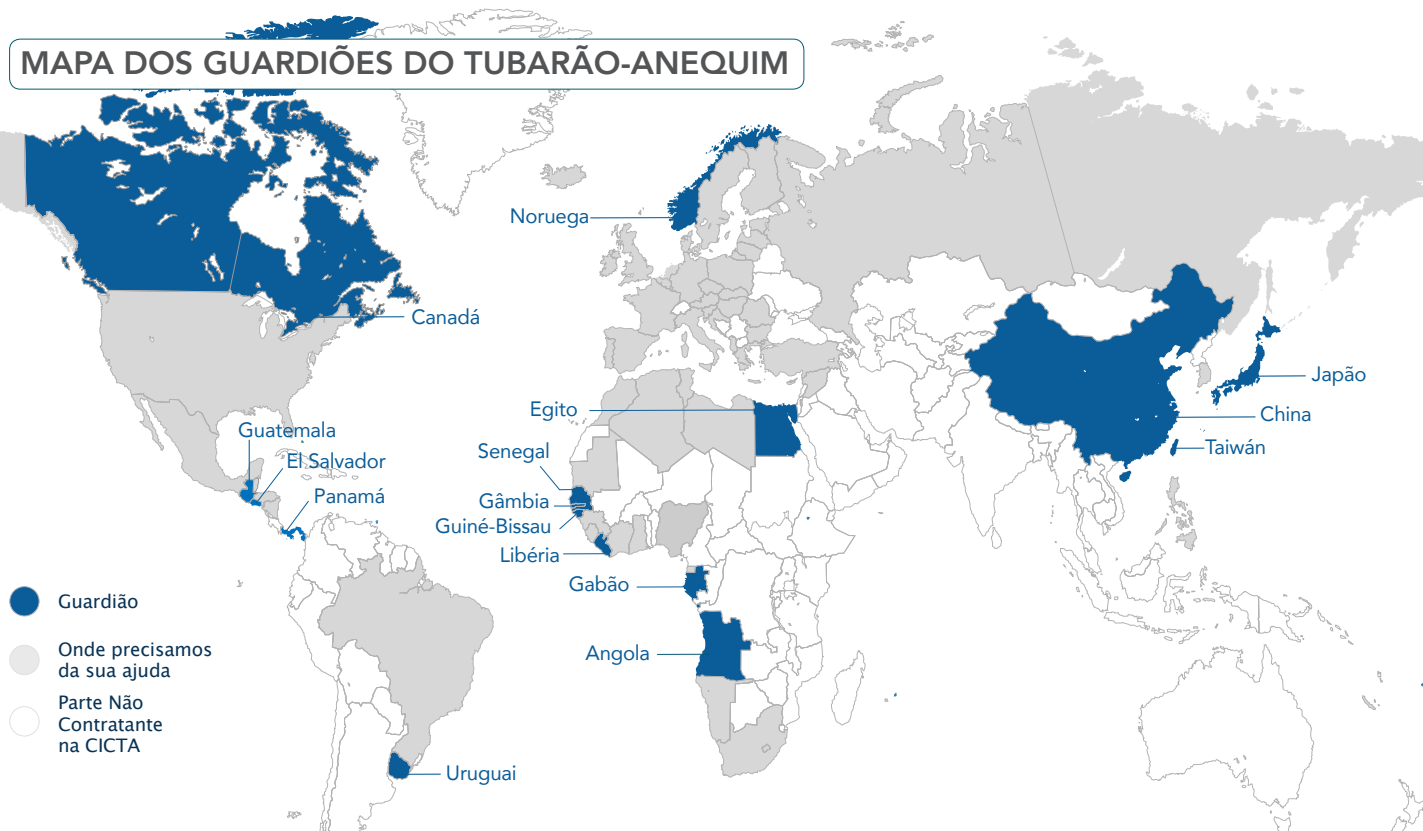 MAPA DOS GUARDIÕES DO TUBARÃO-ANEQUIM
Noruega
Canadá
Japão
Egito
China
Guatemala
Senegal
Taiwán
El Salvador
Panamá
Gâmbia
Guiné-Bissau
Libéria
Gabão
Guardião
Onde precisamos
da sua ajuda
Angola
Parte Não
Contratante
na CICTA
Uruguai